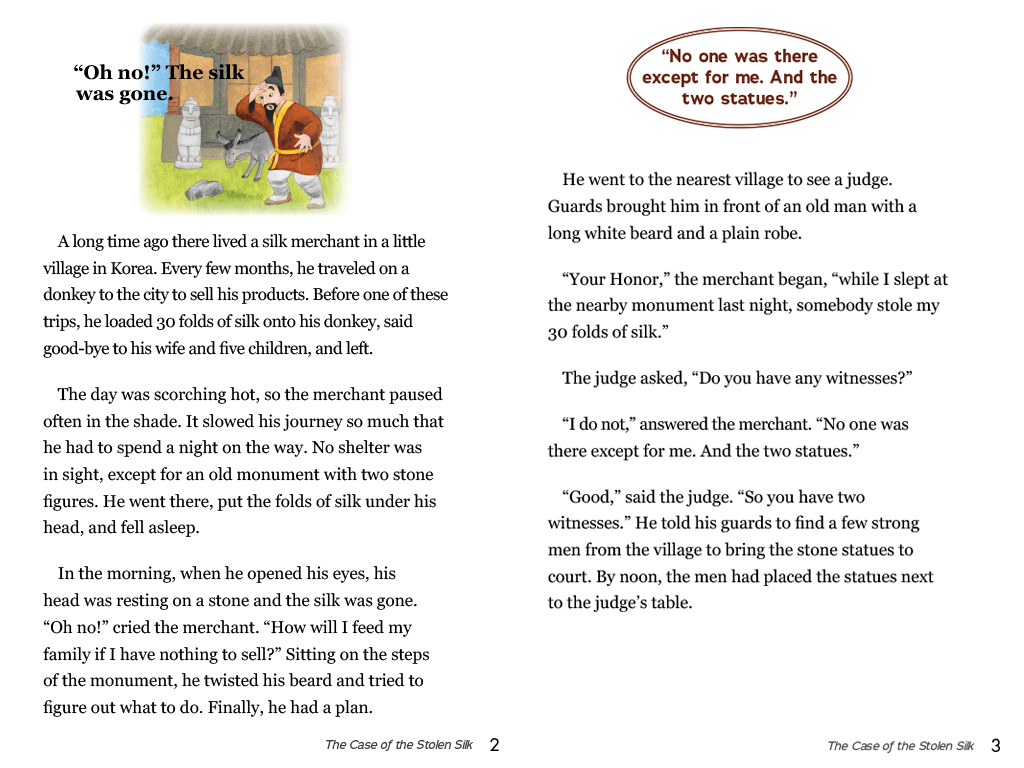 “Oh no!” The silk
was gone.
A long time ago there lived a silk merchant in a little
village in Korea. Every few months, he traveled on a
donkey to the city to sell his products. Before one of these
trips, he loaded 30 folds of silk onto his donkey, said
good-bye to his wife and five children, and left.
The day was scorching hot, so the merchant paused
often in the shade. It slowed his journey so much that
he had to spend a night on the way. No shelter was
in sight, except for an old monument with two stone
figures. He went there, put the folds of silk under his
head, and fell asleep.
In the morning, when he opened his eyes, his
head was resting on a stone and the silk was gone.
“Oh no!” cried the merchant. “How will I feed my
family if I have nothing to sell?” Sitting on the steps
of the monument, he twisted his beard and tried to
figure out what to do. Finally, he had a plan.
The Case of the Stolen Silk 2
“No one was there
except for me. And the
two statues.”
He went to the nearest village to see a judge.
Guards brought him in front of an old man with a
long white beard and a plain robe.
“Your Honor,” the merchant began, “while I slept at
the nearby monument last night, somebody stole my
30 folds of silk.”
The judge asked, “Do you have any witnesses?”
“I do not,” answered the merchant. “No one was
there except for me. And the two statues.”
“Good,” said the judge. “So you have two
witnesses.” He told his guards to find a few strong
men from the village to bring the stone statues to
court. By noon, the men had placed the statues next
to the judge’s table.
The Case of the Stolen Silk 3